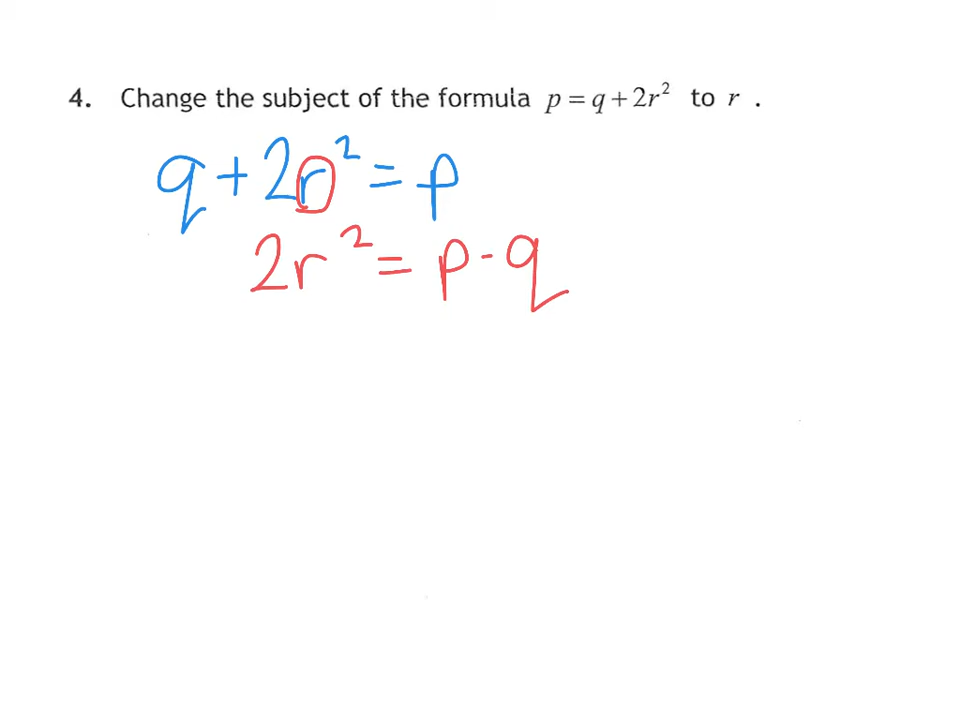 4. Change the subject of the formula p = q + 2r² to r .
q + 2r² = p
2r² = p - q